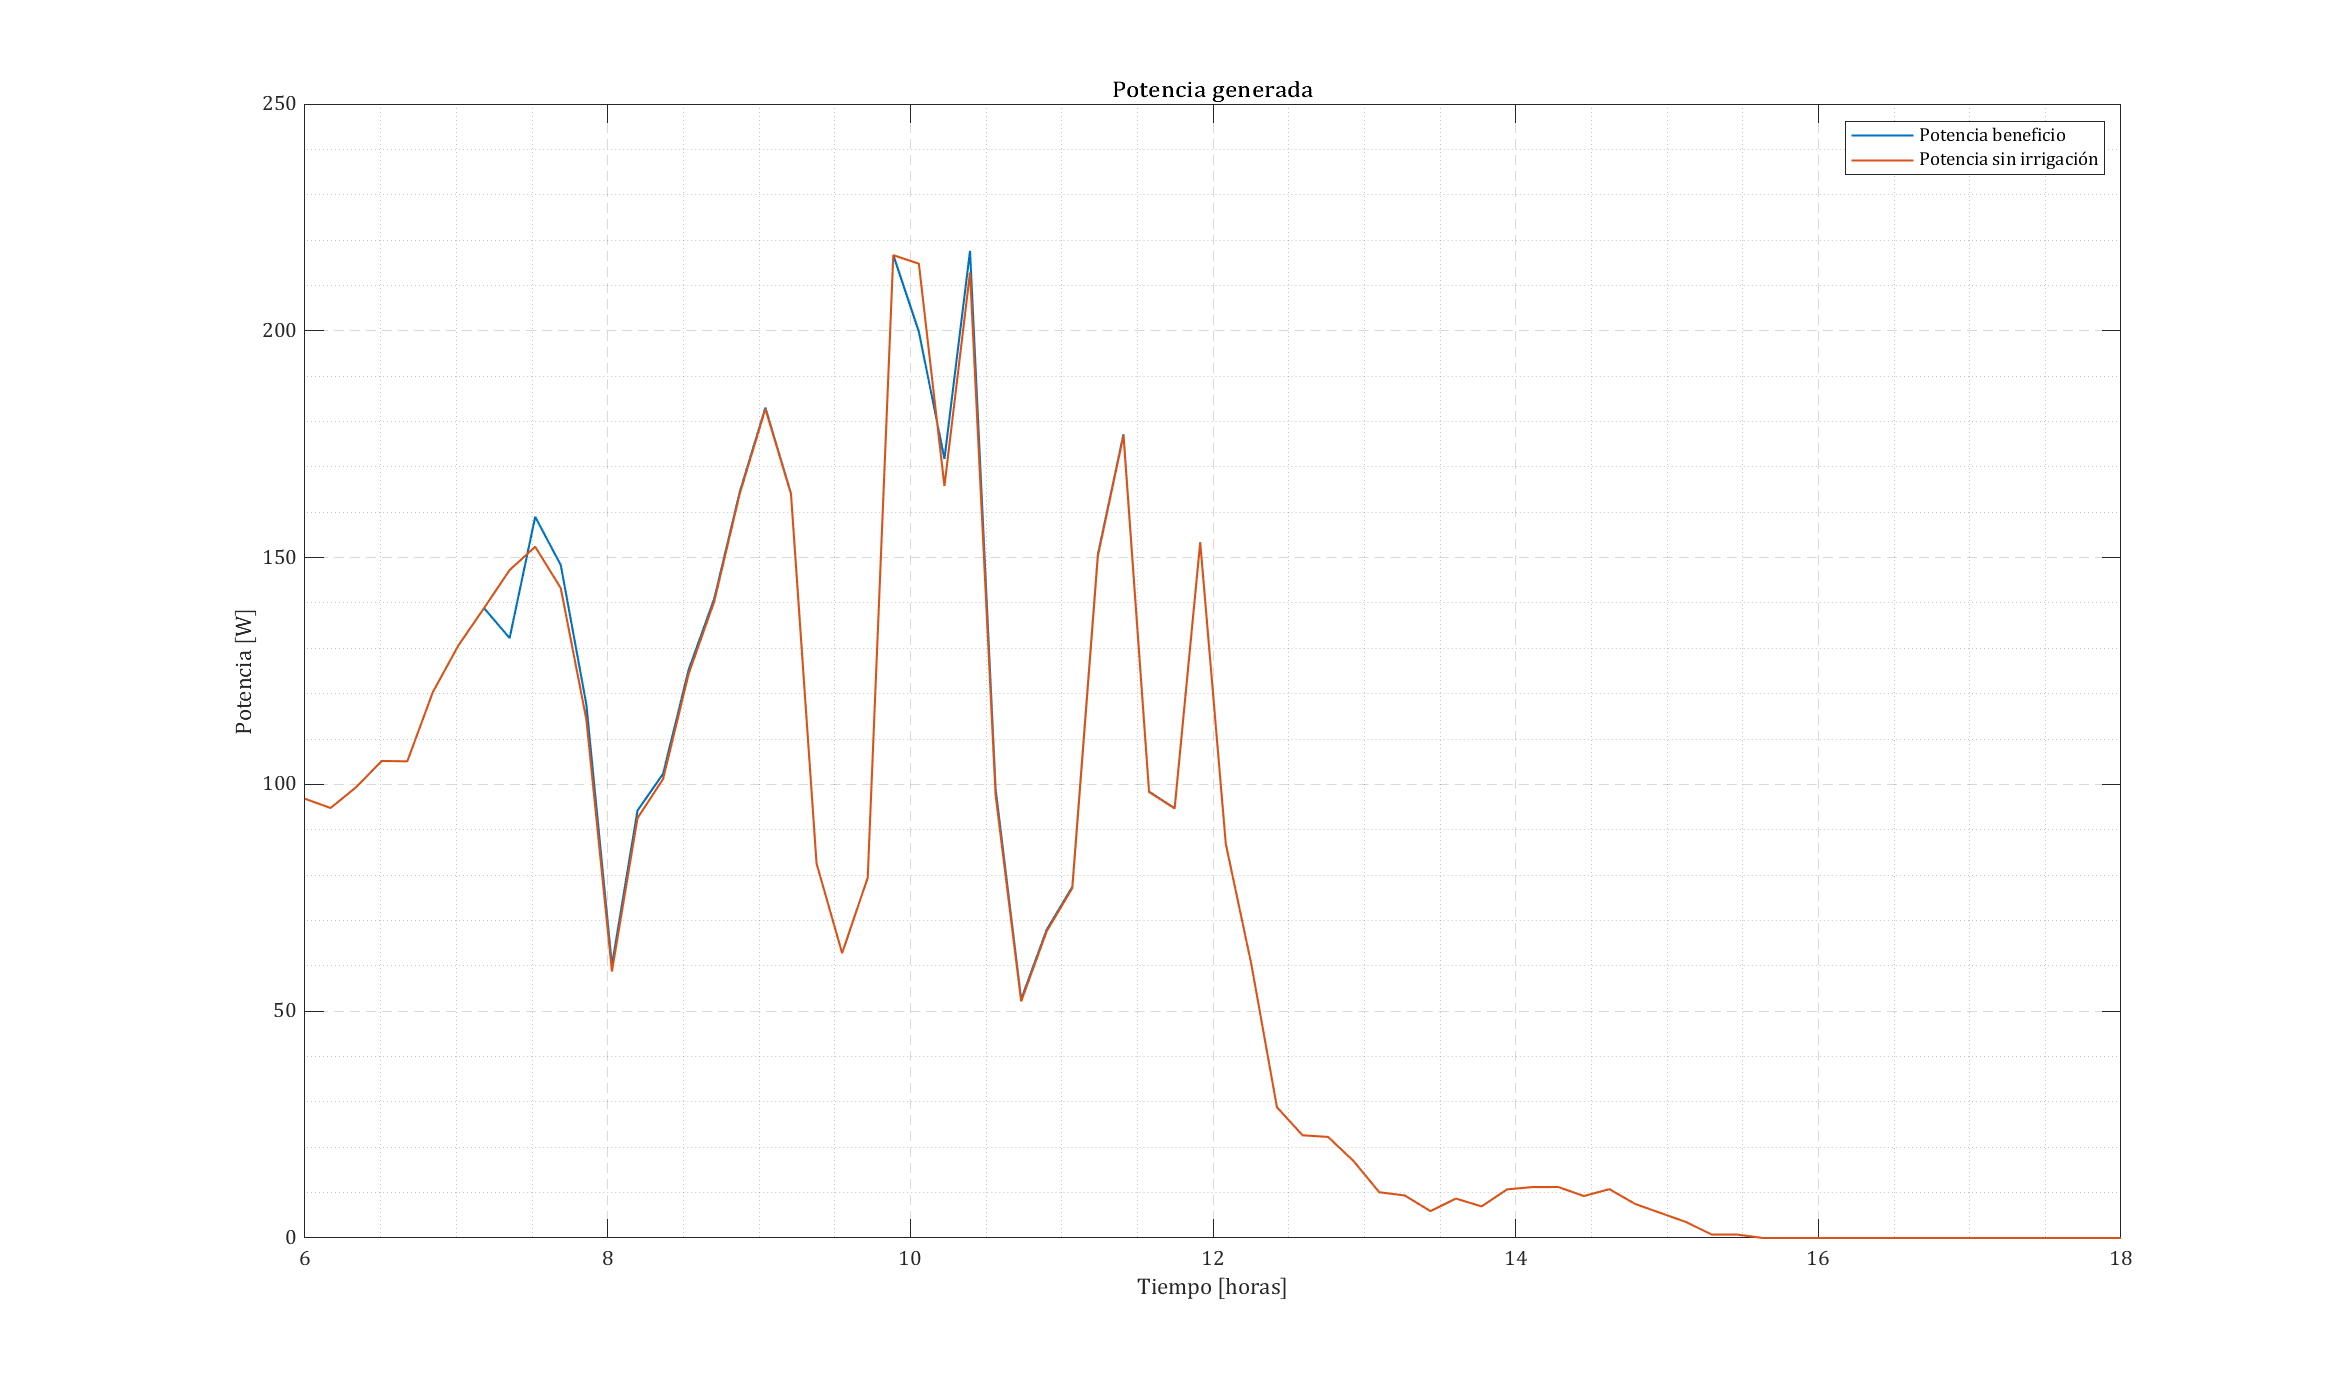 Potencia generada
250
200
150
100
50
0
Potencia [W]
Potencia beneficio
Potencia sin irrigación
6 8 10 12 14 16 18
Tiempo [horas]